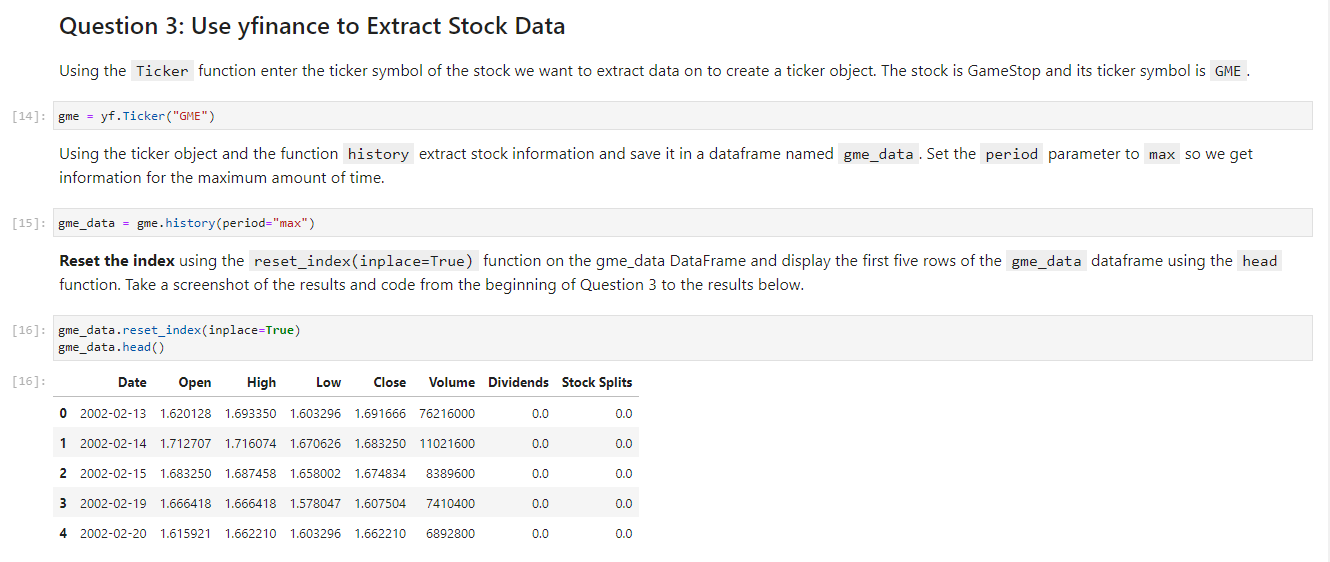 Question 3: Use yfinance to Extract Stock Data
Using the Ticker function enter the ticker symbol of the stock we want to extract data on to create a ticker object. The stock is GameStop and its ticker symbol is GME .
[14]: gme = yf.Ticker("GME")
Using the ticker object and the function history extract stock information and save it in a dataframe named gme_data . Set the period parameter to max so we get
information for the maximum amount of time.
[15]: gme_data = gme.history(period="max")
Reset the index using the reset_index(inplace=True) function on the gme_data DataFrame and display the first five rows of the gme_data dataframe using the head
function. Take a screenshot of the results and code from the beginning of Question 3 to the results below.
[16]: gme_data.reset_index(inplace=True)
gme_data.head()
[16]: Date Open High Low Close Volume Dividends Stock Splits
0 2002-02-13 1.620128 1.693350 1.603296 1.691666 76216000 0.0 0.0
1 2002-02-14 1.712707 1.716074 1.670626 1.683250 11021600 0.0 0.0
2 2002-02-15 1.683250 1.687458 1.658002 1.674834 8389600 0.0 0.0
3 2002-02-19 1.666418 1.666418 1.578047 1.607504 7410400 0.0 0.0
4 2002-02-20 1.615921 1.662210 1.603296 1.662210 6892800 0.0 0.0